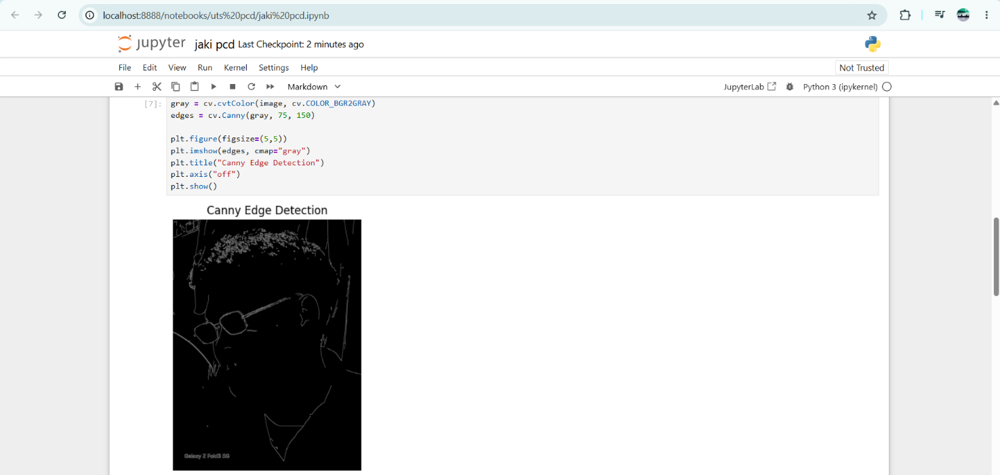 localhost:8888/notebooks/uts%20pcd/jaki%20pcd.ipynb
jupyter jaki pcd Last Checkpoint: 2 minutes ago
File Edit View Run Kernel Settings Help Not Trusted
Markdown JupyterLab Python 3 (ipykernel)
[7]: gray = cv.cvtColor(image, cv.COLOR_BGR2GRAY)
edges = cv.Canny(gray, 75, 150)
plt.figure(figsize=(5,5))
plt.imshow(edges, cmap="gray")
plt.title("Canny Edge Detection")
plt.axis("off")
plt.show()
Canny Edge Detection
Galaxy Z Fold3 5G